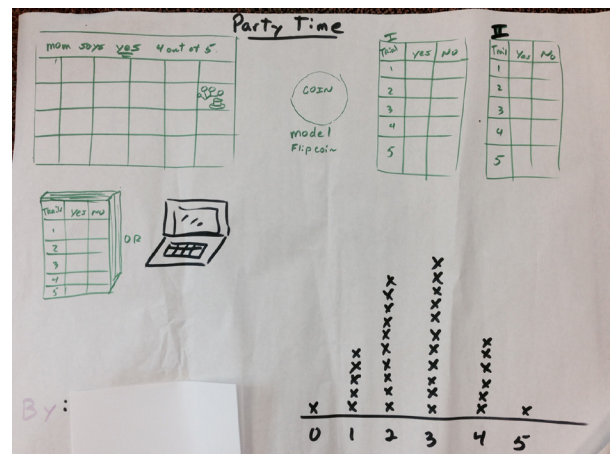 Party Time
mom says yes 4 out of 5.
COIN
model
Flip coin
I
Trial yes NO
1
2
3
4
5
II
Trail Yes No
1
2
3
4
5
Trails yes NO
1
2
3
4
5
OR
By:
0 1 2 3 4 5